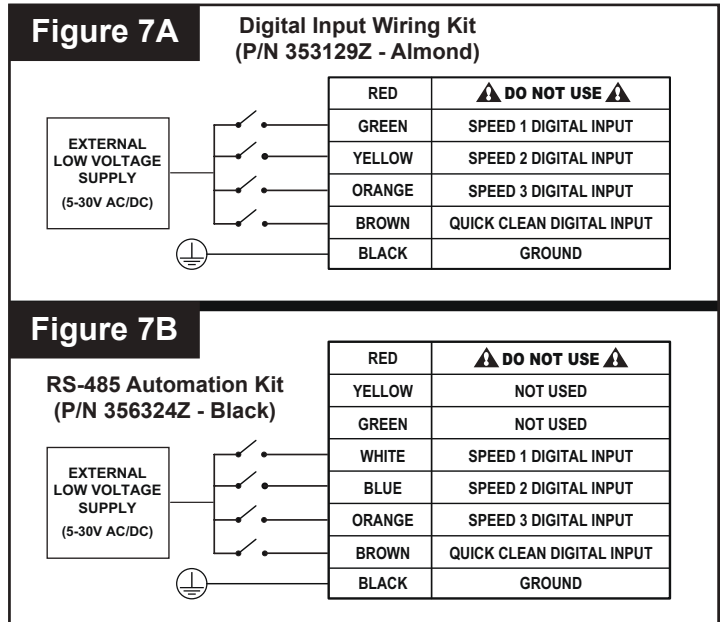 Figure 7A
Digital Input Wiring Kit
(P/N 353129Z - Almond)
EXTERNAL
LOW VOLTAGE
SUPPLY
(5-30V AC/DC)
RED DO NOT USE
GREEN SPEED 1 DIGITAL INPUT
YELLOW SPEED 2 DIGITAL INPUT
ORANGE SPEED 3 DIGITAL INPUT
BROWN QUICK CLEAN DIGITAL INPUT
BLACK GROUND
Figure 7B
RS-485 Automation Kit
(P/N 356324Z - Black)
EXTERNAL
LOW VOLTAGE
SUPPLY
(5-30V AC/DC)
RED DO NOT USE
YELLOW NOT USED
GREEN NOT USED
WHITE SPEED 1 DIGITAL INPUT
BLUE SPEED 2 DIGITAL INPUT
ORANGE SPEED 3 DIGITAL INPUT
BROWN QUICK CLEAN DIGITAL INPUT
BLACK GROUND